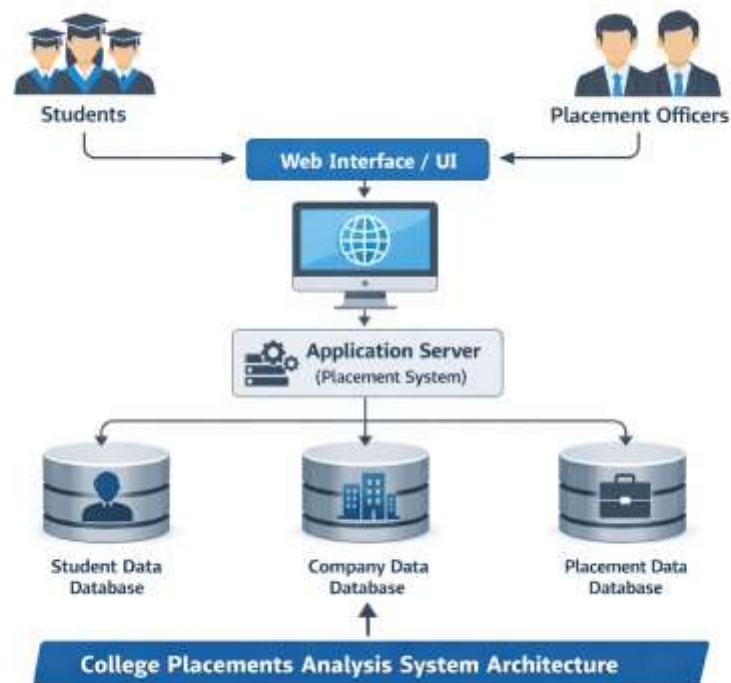 Students
Placement Officers
Web Interface / UI
Application Server
(Placement System)
Student Data
Database
Company Data
Database
Placement Data
Database
College Placements Analysis System Architecture